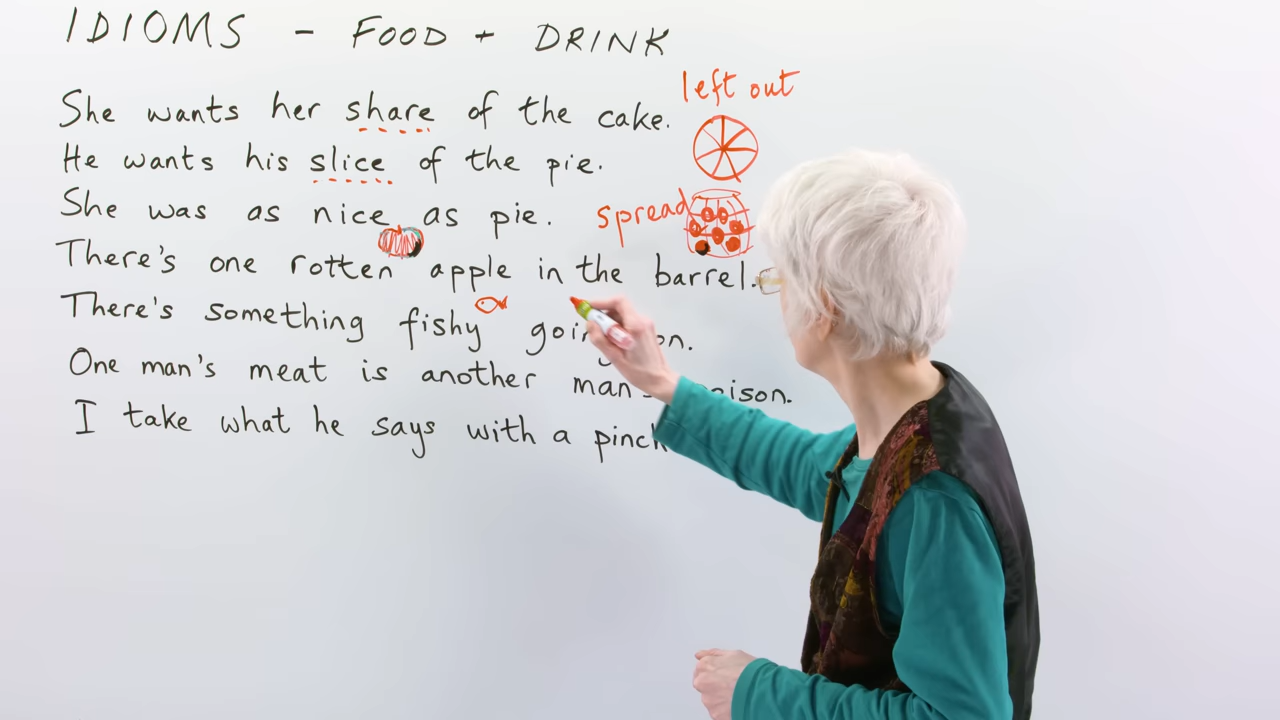 IDIOMS - FOOD + DRINK
left out
She wants her share of the cake.
He wants his slice of the pie.
She was as nice as pie.
spread
There's one rotten apple in the barrel.
There's something fishy on.
One man's meat is another
I take what he says with a